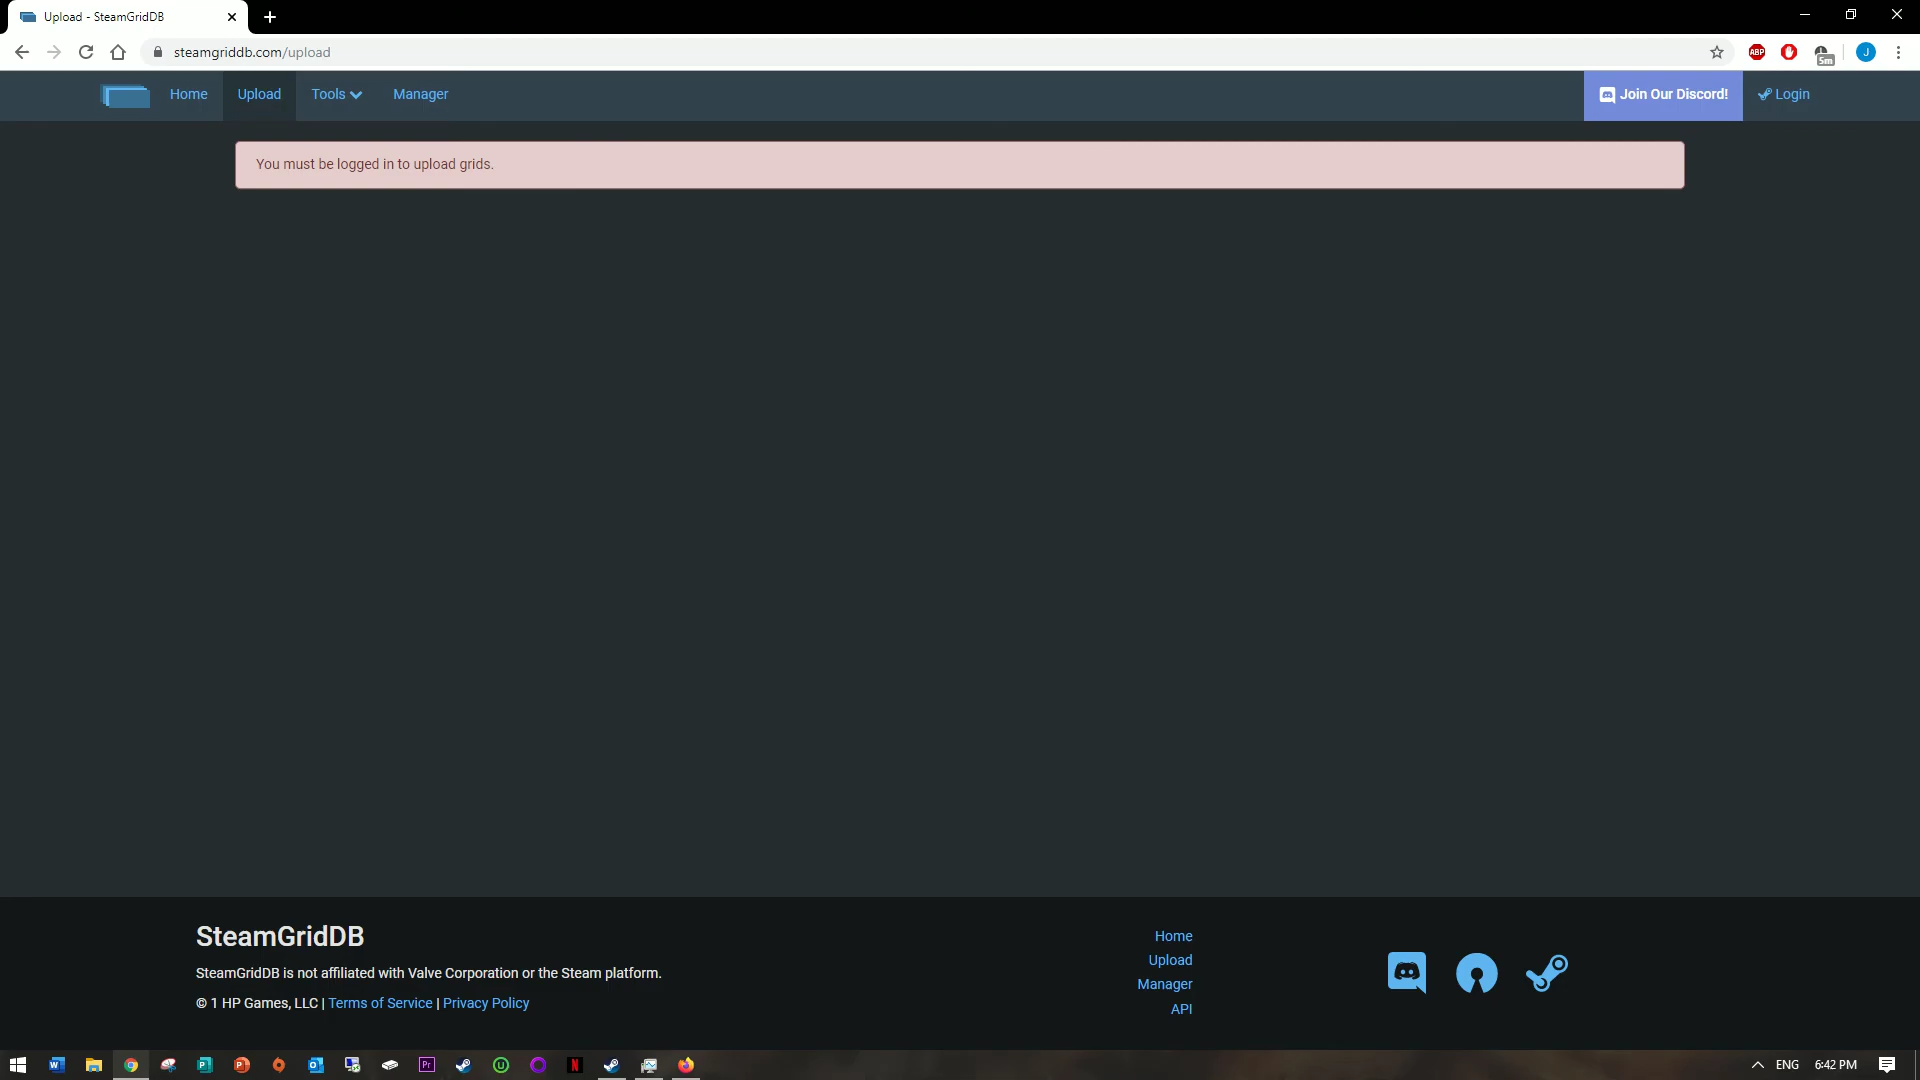 Upload - SteamGridDB
steamgriddb.com/upload
ABP
5m
J
Home
Upload
Tools
Manager
Join Our Discord!
Login
You must be logged in to upload grids.
SteamGridDB
SteamGridDB is not affiliated with Valve Corporation or the Steam platform.
© 1 HP Games, LLC | Terms of Service | Privacy Policy
Home
Upload
Manager
API
ENG
6:42 PM